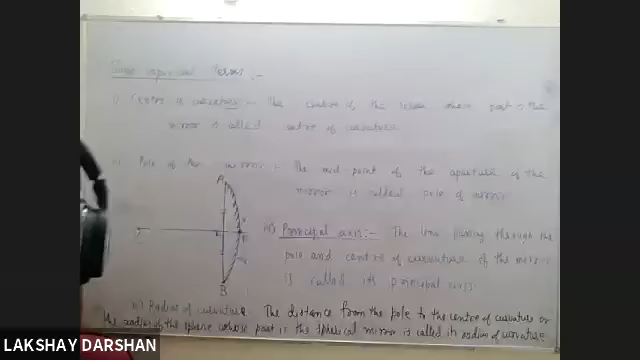 Some important Terms :-
i) Centre of curvature :- The centre of the whose part is the
mirror is called centre of curvature
Pole of the mirror :- The mid point of the aperture of the
mirror is called pole of mirror
A
B
iii) Principal axis :- The line passing through the
pole and centre of curvature of the mirror
is called its principal axis
iv) Radius of curvature The distance from the pole to the centre of curvature or
the radius of the sphere whose part is the spherical mirror is called its radius of curvature.
LAKSHAY DARSHAN